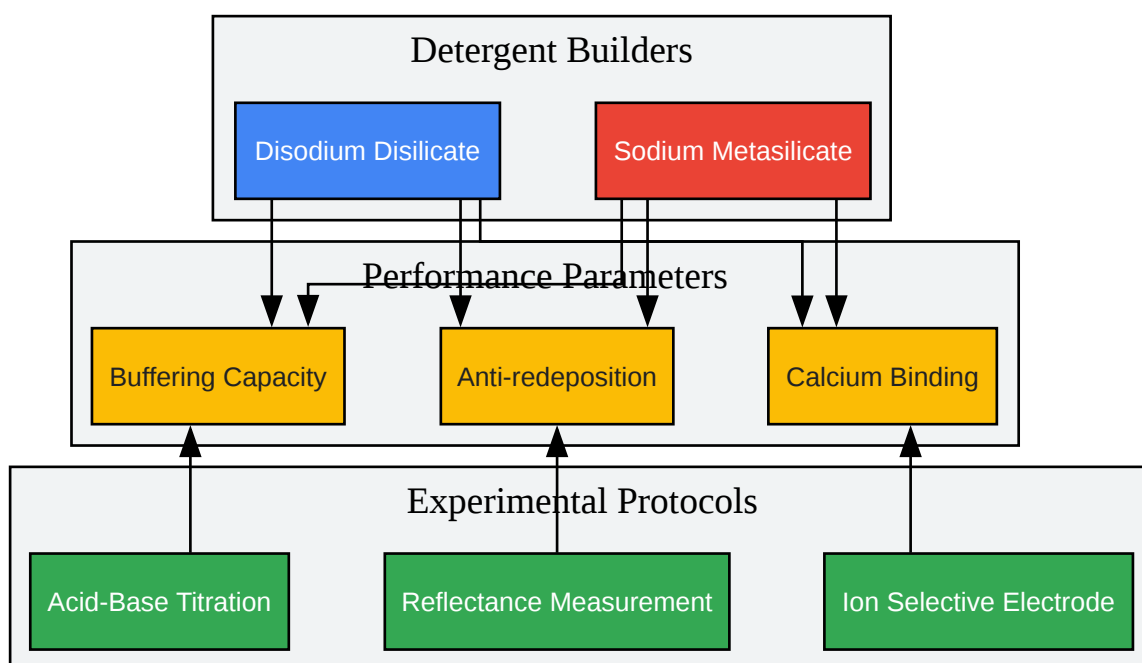 Detergent Builders
Disodium Disilicate
Sodium Metasilicate
Performance Parameters
Buffering Capacity
Anti-redeposition
Calcium Binding
Experimental Protocols
Acid-Base Titration
Reflectance Measurement
Ion Selective Electrode